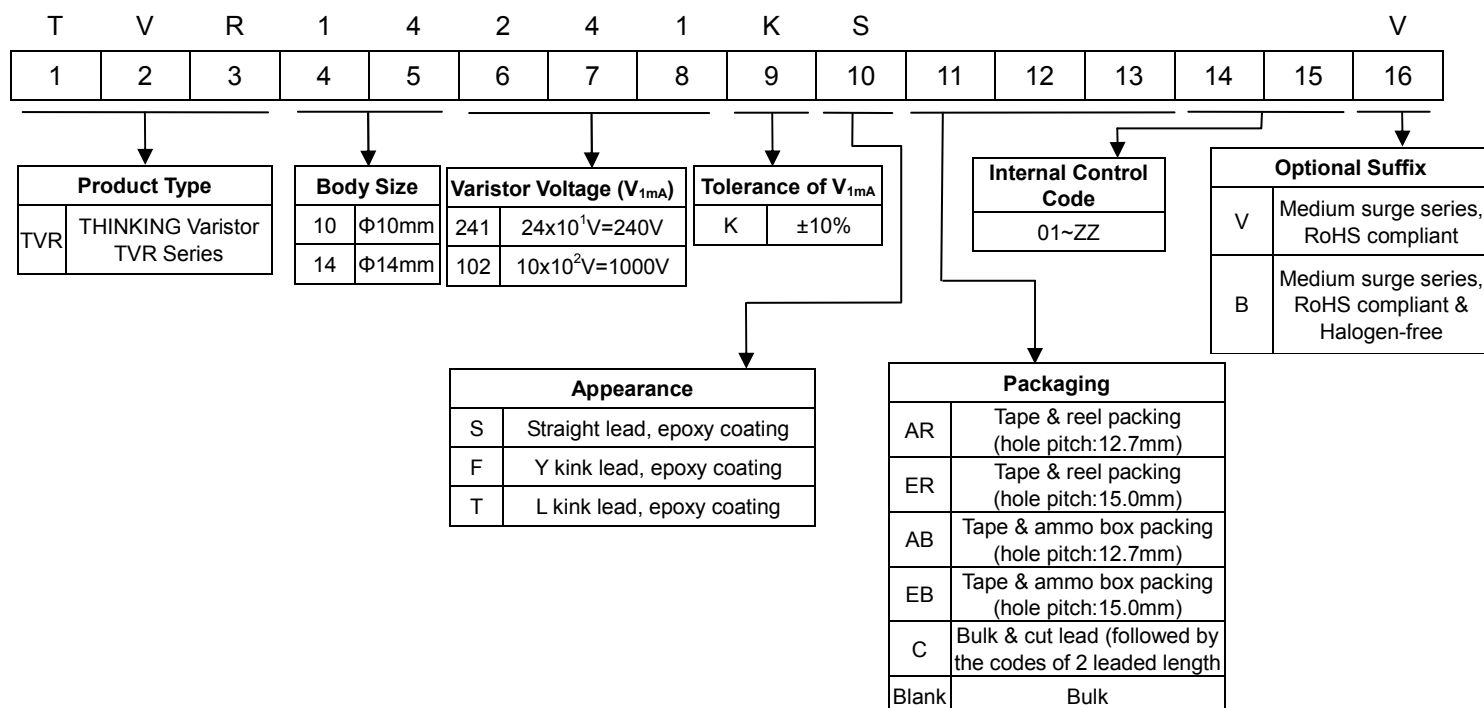 T V R 1 4 2 4 1 K S V
1 2 3 4 5 6 7 8 9 10 11 12 13 14 15 16
Product Type
TVR THINKING Varistor
TVR Series
Body Size
10 Φ10mm
14 Φ14mm
Varistor Voltage (V1mA)
241 24x10¹V=240V
102 10x10²V=1000V
Tolerance of V1mA
K ±10%
Internal Control
Code
01~ZZ
Optional Suffix
V Medium surge series,
RoHS compliant
B Medium surge series,
RoHS compliant &
Halogen-free
Appearance
S Straight lead, epoxy coating
F Y kink lead, epoxy coating
T L kink lead, epoxy coating
Packaging
AR Tape & reel packing
(hole pitch:12.7mm)
ER Tape & reel packing
(hole pitch:15.0mm)
AB Tape & ammo box packing
(hole pitch:12.7mm)
EB Tape & ammo box packing
(hole pitch:15.0mm)
C Bulk & cut lead (followed by
the codes of 2 leaded length
Blank Bulk